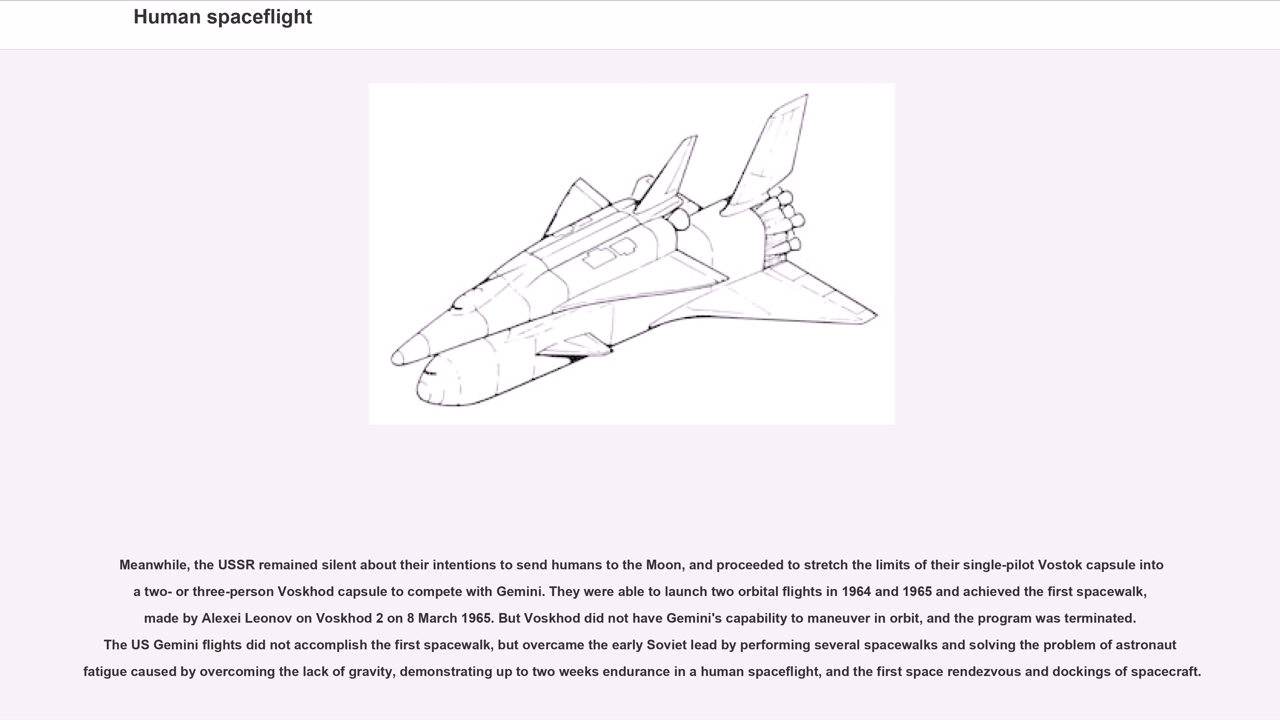 Human spaceflight
Meanwhile, the USSR remained silent about their intentions to send humans to the Moon, and proceeded to stretch the limits of their single-pilot Vostok capsule into
a two- or three-person Voskhod capsule to compete with Gemini. They were able to launch two orbital flights in 1964 and 1965 and achieved the first spacewalk,
made by Alexei Leonov on Voskhod 2 on 8 March 1965. But Voskhod did not have Gemini's capability to maneuver in orbit, and the program was terminated.
The US Gemini flights did not accomplish the first spacewalk, but overcame the early Soviet lead by performing several spacewalks and solving the problem of astronaut
fatigue caused by overcoming the lack of gravity, demonstrating up to two weeks endurance in a human spaceflight, and the first space rendezvous and dockings of spacecraft.